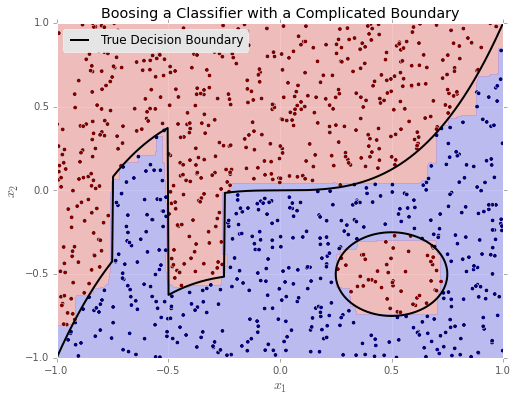 Boosing a Classifier with a Complicated Boundary
True Decision Boundary
1.0
0.5
0.0
−0.5
−1.0
x2
−1.0 −0.5 0.0 0.5 1.0
x1